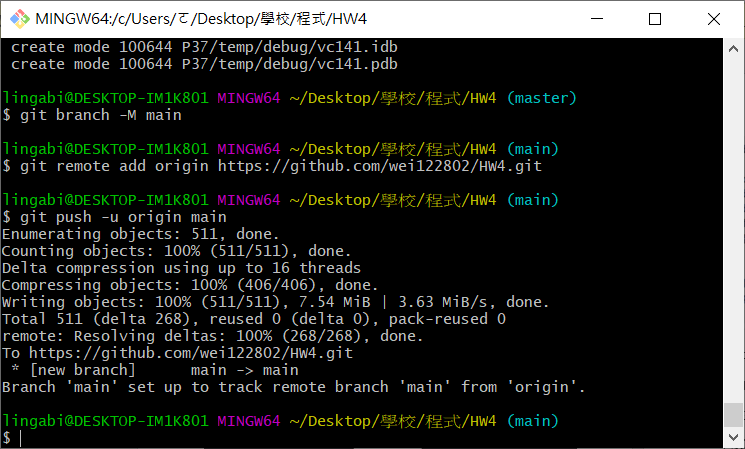 MINGW64:/c/Users/ㄛ/Desktop/學校/程式/HW4
create mode 100644 P37/temp/debug/vc141.idb
create mode 100644 P37/temp/debug/vc141.pdb
lingabi@DESKTOP-IM1K801 MINGW64 ~/Desktop/學校/程式/HW4 (master)
$ git branch -M main
lingabi@DESKTOP-IM1K801 MINGW64 ~/Desktop/學校/程式/HW4 (main)
$ git remote add origin https://github.com/wei122802/HW4.git
lingabi@DESKTOP-IM1K801 MINGW64 ~/Desktop/學校/程式/HW4 (main)
$ git push -u origin main
Enumerating objects: 511, done.
Counting objects: 100% (511/511), done.
Delta compression using up to 16 threads
Compressing objects: 100% (406/406), done.
Writing objects: 100% (511/511), 7.54 MiB | 3.63 MiB/s, done.
Total 511 (delta 268), reused 0 (delta 0), pack-reused 0
remote: Resolving deltas: 100% (268/268), done.
To https://github.com/wei122802/HW4.git
 * [new branch]      main -> main
Branch 'main' set up to track remote branch 'main' from 'origin'.
lingabi@DESKTOP-IM1K801 MINGW64 ~/Desktop/學校/程式/HW4 (main)
$